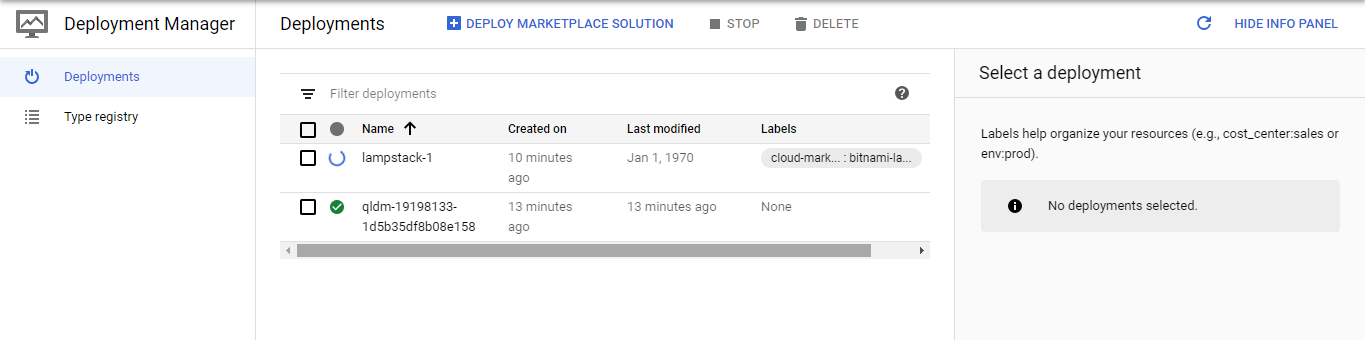 Deployment Manager
Deployments
DEPLOY MARKETPLACE SOLUTION
STOP
DELETE
HIDE INFO PANEL
Deployments
Type registry
Filter deployments
Name
Created on
Last modified
Labels
lampstack-1
10 minutes
ago
Jan 1, 1970
cloud-mark... : bitnami-la...
qldm-19198133-
1d5b35df8b08e158
13 minutes
ago
13 minutes ago
None
Select a deployment
Labels help organize your resources (e.g., cost_center:sales or
env:prod).
No deployments selected.